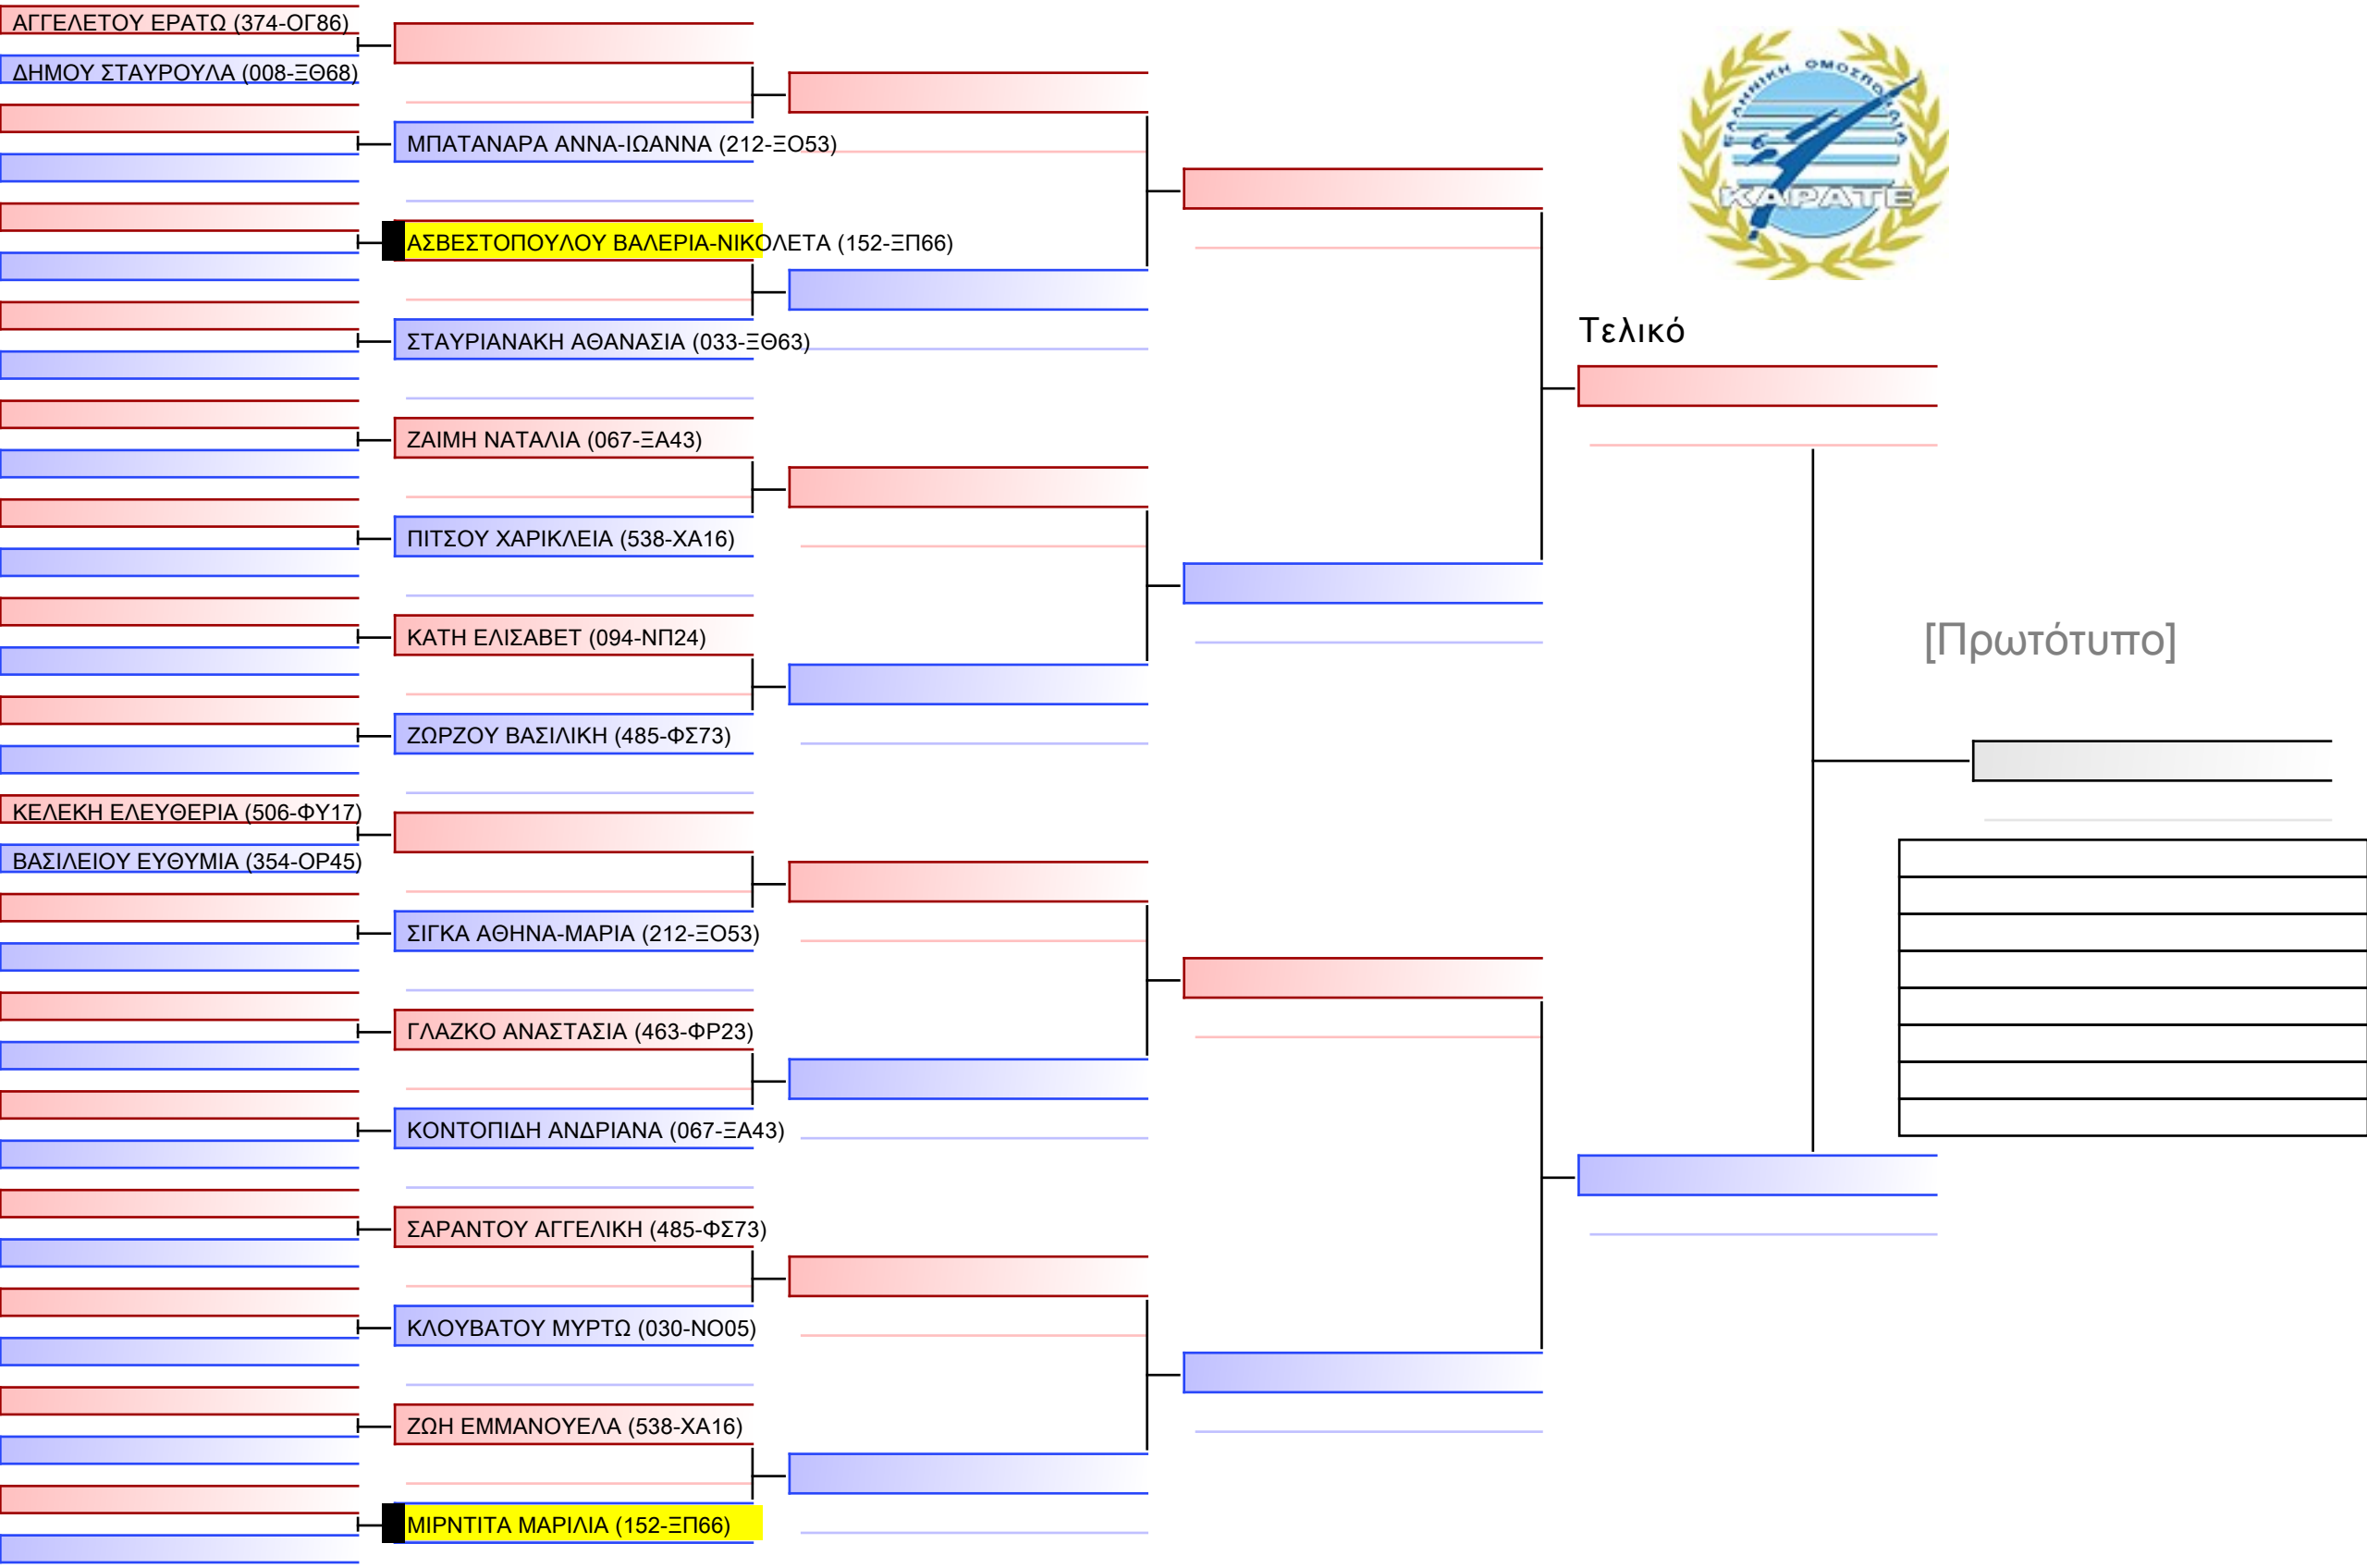 ΑΓΓΕΛΕΤΟΥ ΕΡΑΤΩ (374-ΟΓ86)
ΔΗΜΟΥ ΣΤΑΥΡΟΥΛΑ (008-ΞΘ68)
ΜΠΑΤΑΝΑΡΑ ΑΝΝΑ-ΙΩΑΝΝΑ (212-ΞΟ53)
ΑΣΒΕΣΤΟΠΟΥΛΟΥ ΒΑΛΕΡΙΑ-ΝΙΚΟΛΕΤΑ (152-ΞΠ66)
ΣΤΑΥΡΙΑΝΑΚΗ ΑΘΑΝΑΣΙΑ (033-ΞΘ63)
ΖΑΙΜΗ ΝΑΤΑΛΙΑ (067-ΞΑ43)
ΠΙΤΣΟΥ ΧΑΡΙΚΛΕΙΑ (538-ΧΑ16)
ΚΑΤΗ ΕΛΙΣΑΒΕΤ (094-ΝΠ24)
ΖΩΡΖΟΥ ΒΑΣΙΛΙΚΗ (485-ΦΣ73)
ΚΕΛΕΚΗ ΕΛΕΥΘΕΡΙΑ (506-ΦΥ17)
ΒΑΣΙΛΕΙΟΥ ΕΥΘΥΜΙΑ (354-ΟΡ45)
ΣΙΓΚΑ ΑΘΗΝΑ-ΜΑΡΙΑ (212-ΞΟ53)
ΓΛΑΖΚΟ ΑΝΑΣΤΑΣΙΑ (463-ΦΡ23)
ΚΟΝΤΟΠΙΔΗ ΑΝΔΡΙΑΝΑ (067-ΞΑ43)
ΣΑΡΑΝΤΟΥ ΑΓΓΕΛΙΚΗ (485-ΦΣ73)
ΚΛΟΥΒΑΤΟΥ ΜΥΡΤΩ (030-ΝΟ05)
ΖΩΗ ΕΜΜΑΝΟΥΕΛΑ (538-ΧΑ16)
ΜΙΡΝΤΙΤΑ ΜΑΡΙΛΙΑ (152-ΞΠ66)
ΕΛΛΗΝΙΚΗ ΟΜΟΣΠΟΝΔΙΑ
ΚΑΡΑΤΕ
Τελικό
[Πρωτότυπο]